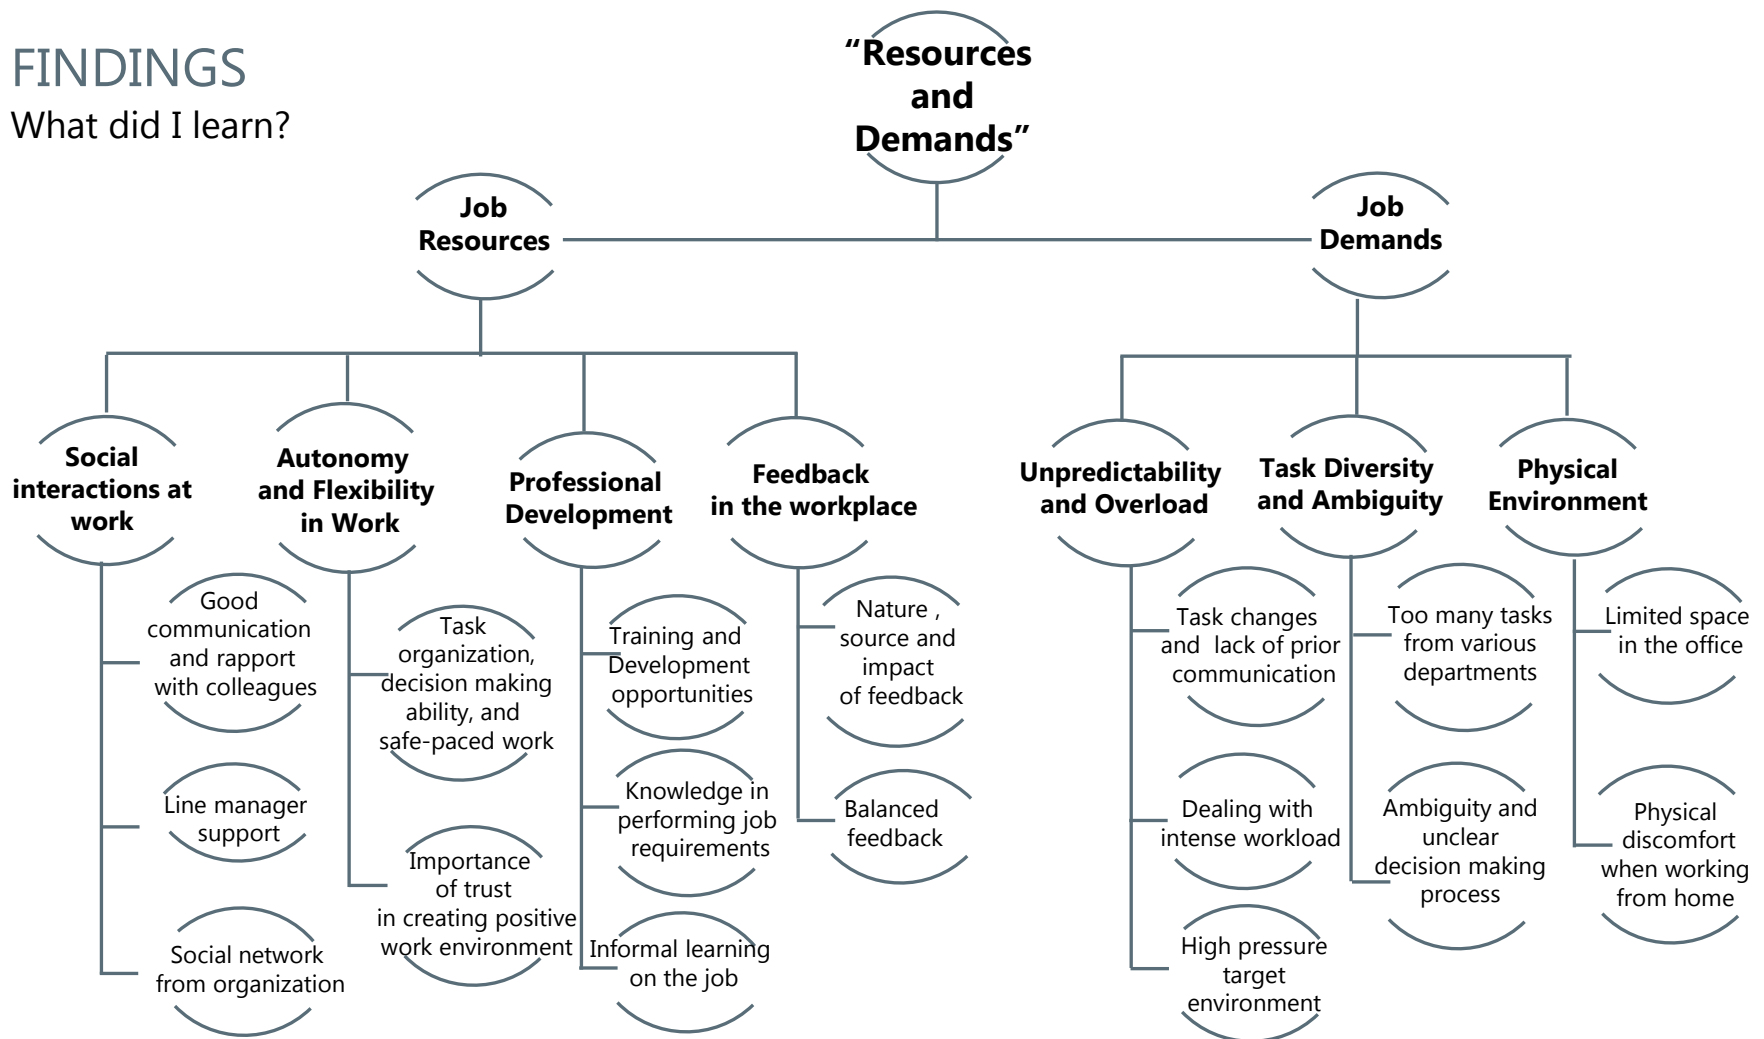 FINDINGS
What did I learn?
“Resources
and
Demands”
Job
Resources
Job
Demands
Social
interactions at
work
Autonomy
and Flexibility
in Work
Professional
Development
Feedback
in the workplace
Unpredictability
and Overload
Task Diversity
and Ambiguity
Physical
Environment
Good
communication
and rapport
with colleagues
Line manager
support
Social network
from organization
Task
organization,
decision making
ability, and
safe-paced work
Importance
of trust
in creating positive
work environment
Training and
Development
opportunities
Knowledge in
performing job
requirements
Informal learning
on the job
Nature ,
source and
impact
of feedback
Balanced
feedback
Task changes
and lack of prior
communication
Dealing with
intense workload
High pressure
target
environment
Too many tasks
from various
departments
Ambiguity and
unclear
decision making
process
Limited space
in the office
Physical
discomfort
when working
from home